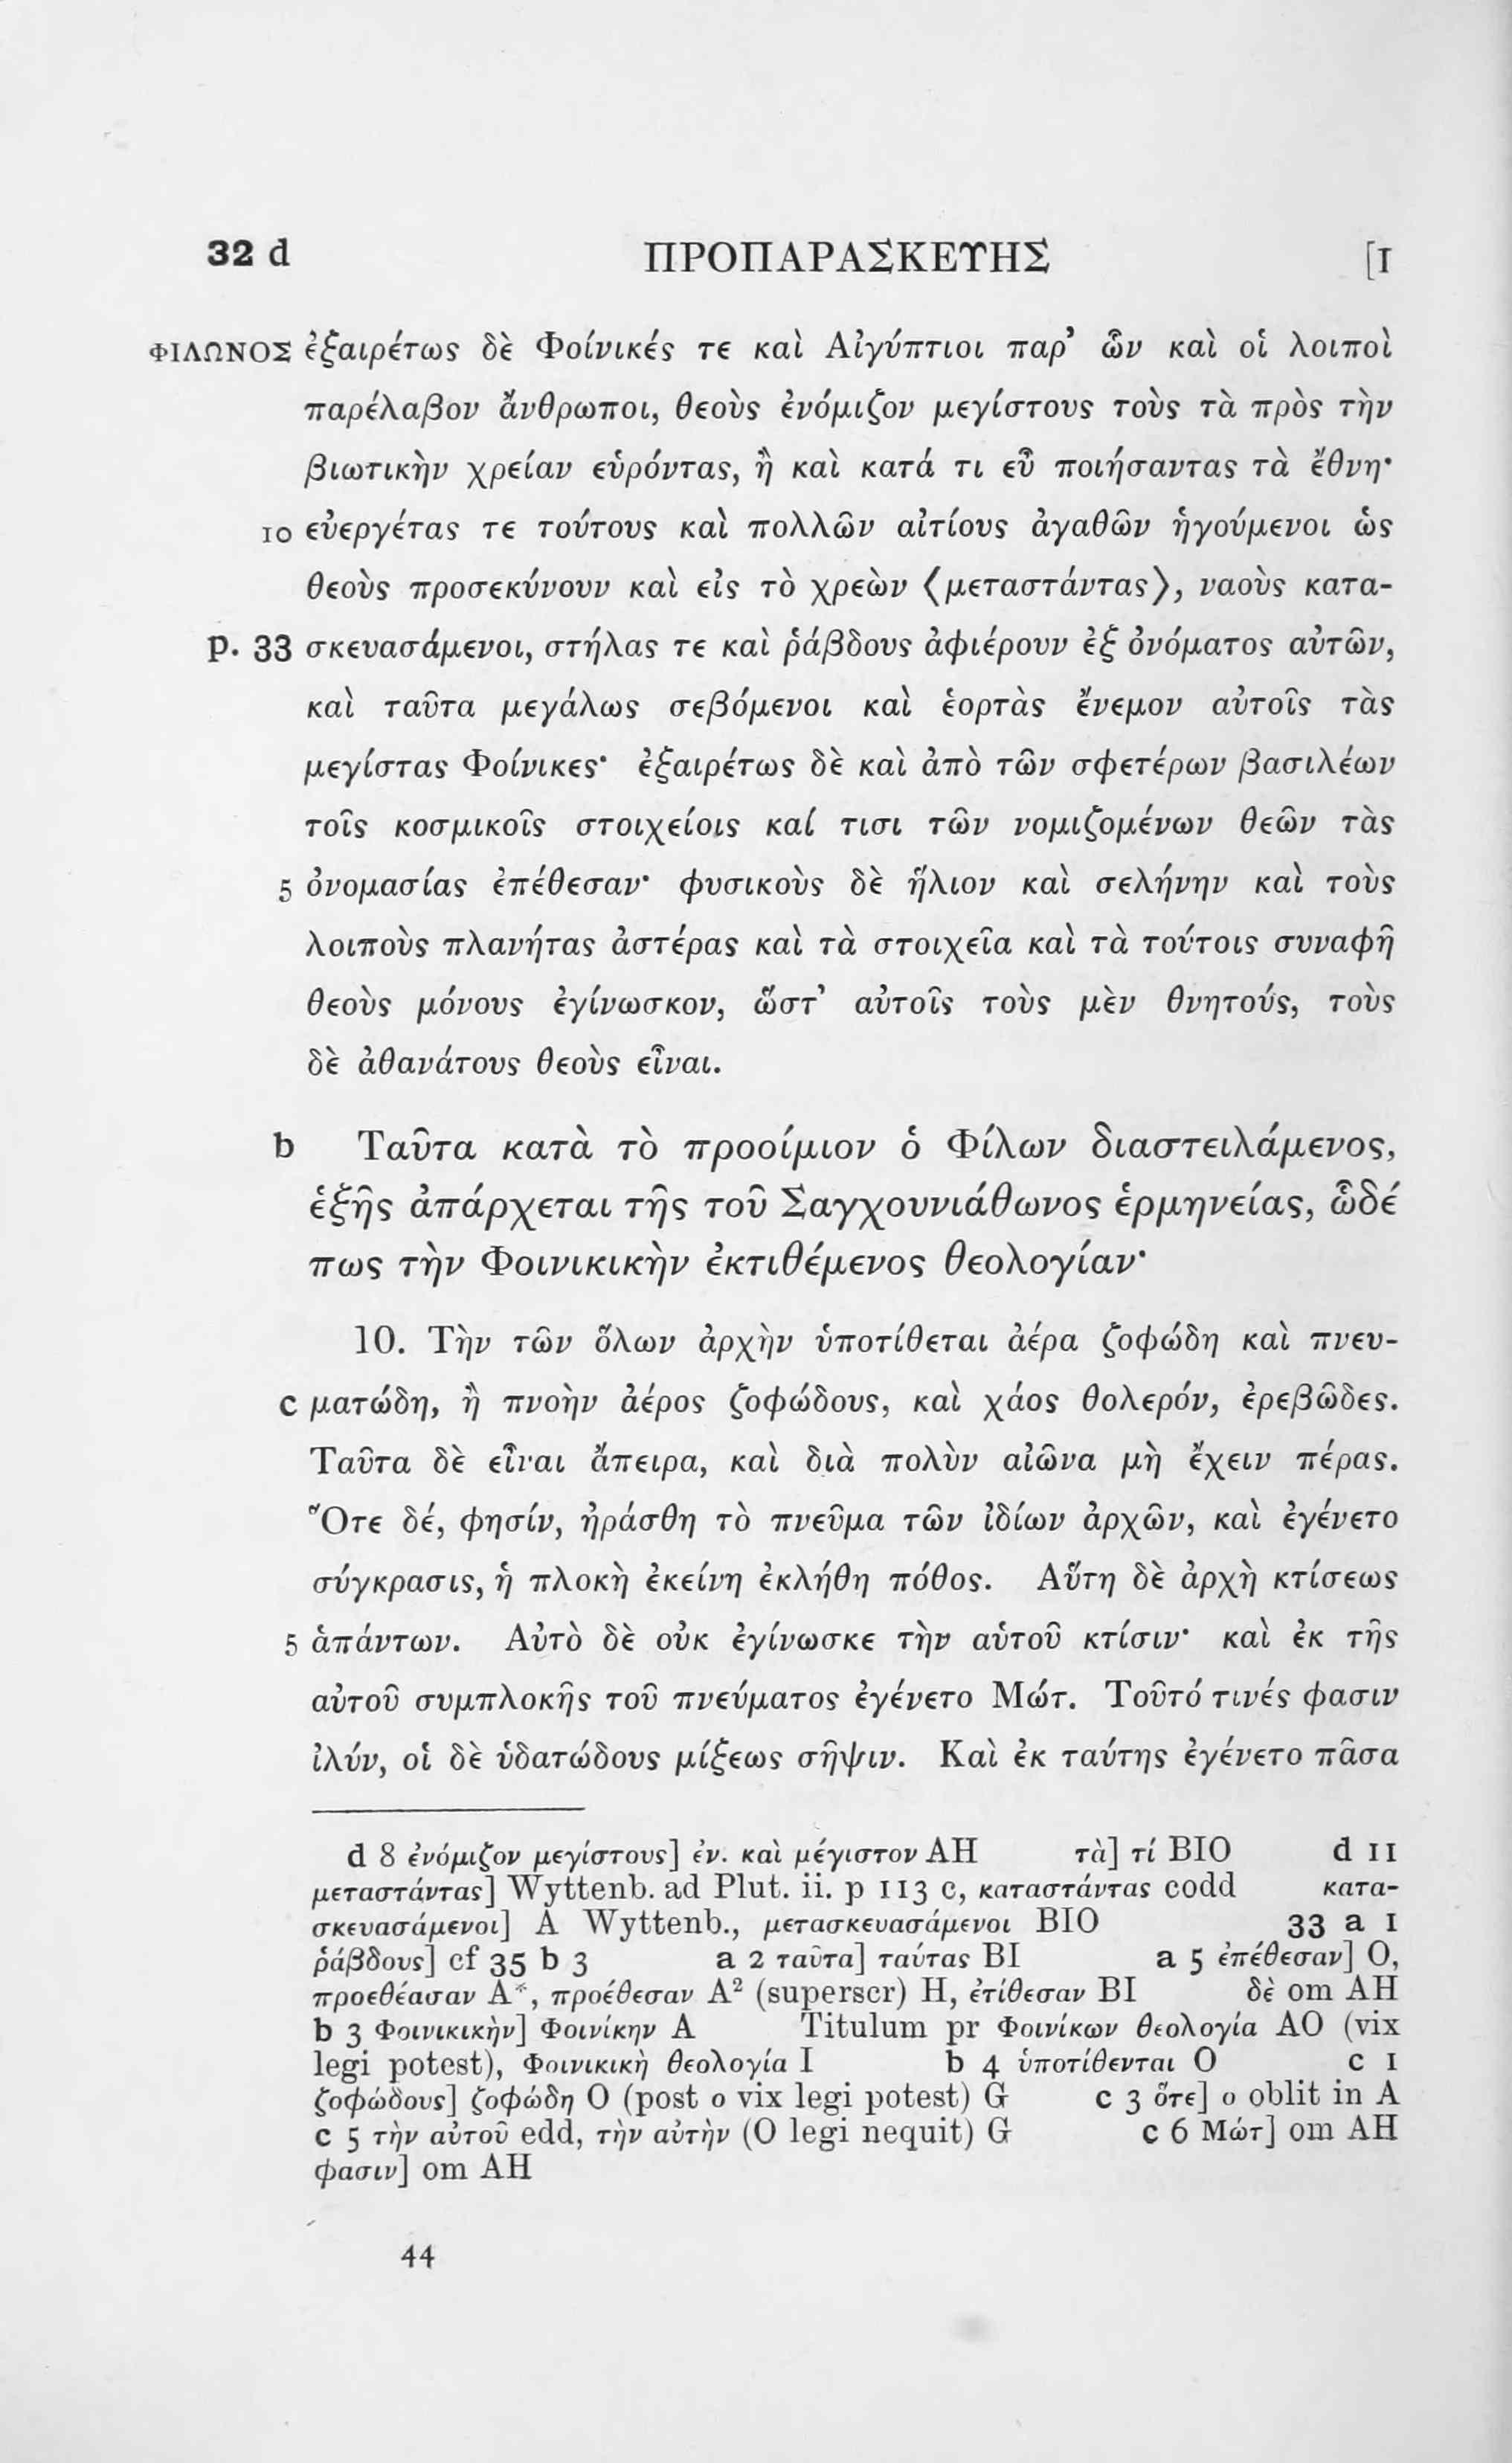 32 d ΠΡΟΠΑΡΑΣΚΕΥΗΣ [I
ΦΙΛΩΝΟΣ ἐξαιρέτως δὲ Φοίνικές τε καὶ Αἰγύπτιοι παρ’ ὧν καὶ οἱ λοιποὶ
παρέλαβον ἄνθρωποι, θεοὺς ἐνόμιζον μεγίστους τοὺς τὰ πρὸς τὴν
βιωτικὴν χρείαν εὑρόντας, ἢ καὶ κατά τι εὖ ποιήσαντας τὰ ἔθνη·
10 εὐεργέτας τε τούτους καὶ πολλῶν αἰτίους ἀγαθῶν ἡγούμενοι ὡς
θεοὺς προσεκύνουν καὶ εἰς τὸ χρεὼν ⟨μεταστάντας⟩, ναοὺς κατα-
p. 33 σκευασάμενοι, στήλας τε καὶ ῥάβδους ἀφιέρουν ἐξ ὀνόματος αὐτῶν,
καὶ ταῦτα μεγάλως σεβόμενοι καὶ ἑορτὰς ἔνεμον αὐτοῖς τὰς
μεγίστας Φοίνικες· ἐξαιρέτως δὲ καὶ ἀπὸ τῶν σφετέρων βασιλέων
τοῖς κοσμικοῖς στοιχείοις καί τισι τῶν νομιζομένων θεῶν τὰς
5 ὀνομασίας ἐπέθεσαν· φυσικοὺς δὲ ἥλιον καὶ σελήνην καὶ τοὺς
λοιποὺς πλανήτας ἀστέρας καὶ τὰ στοιχεῖα καὶ τὰ τούτοις συναφῆ
θεοὺς μόνους ἐγίνωσκον, ὥστ’ αὐτοῖς τοὺς μὲν θνητούς, τοὺς
δὲ ἀθανάτους θεοὺς εἶναι.
b Ταῦτα κατὰ τὸ προοίμιον ὁ Φίλων διαστειλάμενος,
ἑξῆς ἀπάρχεται τῆς τοῦ Σαγχουνιάθωνος ἑρμηνείας, ὧδέ
πως τὴν Φοινικικὴν ἐκτιθέμενος θεολογίαν·
10. Τὴν τῶν ὅλων ἀρχὴν ὑποτίθεται ἀέρα ζοφώδη καὶ πνευ-
c ματώδη, ἢ πνοὴν ἀέρος ζοφώδους, καὶ χάος θολερόν, ἐρεβῶδες.
Ταῦτα δὲ εἶναι ἄπειρα, καὶ διὰ πολὺν αἰῶνα μὴ ἔχειν πέρας.
Ὅτε δέ, φησίν, ἠράσθη τὸ πνεῦμα τῶν ἰδίων ἀρχῶν, καὶ ἐγένετο
σύγκρασις, ἡ πλοκὴ ἐκείνη ἐκλήθη πόθος. Αὕτη δὲ ἀρχὴ κτίσεως
5 ἁπάντων. Αὐτὸ δὲ οὐκ ἐγίνωσκε τὴν αὑτοῦ κτίσιν· καὶ ἐκ τῆς
αὐτοῦ συμπλοκῆς τοῦ πνεύματος ἐγένετο Μώτ. Τοῦτό τινές φασιν
ἰλύν, οἱ δὲ ὑδατώδους μίξεως σῆψιν. Καὶ ἐκ ταύτης ἐγένετο πᾶσα
d 8 ἐνόμιζον μεγίστους] ἐν. καὶ μέγιστον AH τὰ] τί BIO d 11
μεταστάντας] Wyttenb. ad Plut. ii. p 113 c, καταστάντας codd κατα-
σκευασάμενοι] A Wyttenb., μετασκευασάμενοι BIO 33 a 1
ῥάβδους] cf 35 b 3 a 2 ταῦτα] ταύτας BI a 5 ἐπέθεσαν] O,
προεθέασαν A*, προέθεσαν A² (superscr) H, ἐτίθεσαν BI δὲ om AH
b 3 Φοινικικὴν] Φοινίκην A Titulum pr Φοινίκων θεολογία AO (vix
legi potest), Φοινικικὴ θεολογία I b 4 ὑποτίθενται O c 1
ζοφώδους] ζοφώδη O (post o vix legi potest) G c 3 ὅτε] ο oblit in A
c 5 τὴν αὑτοῦ edd, τὴν αὐτὴν (O legi nequit) G c 6 Μώτ] om AH
φασιν] om AH
44